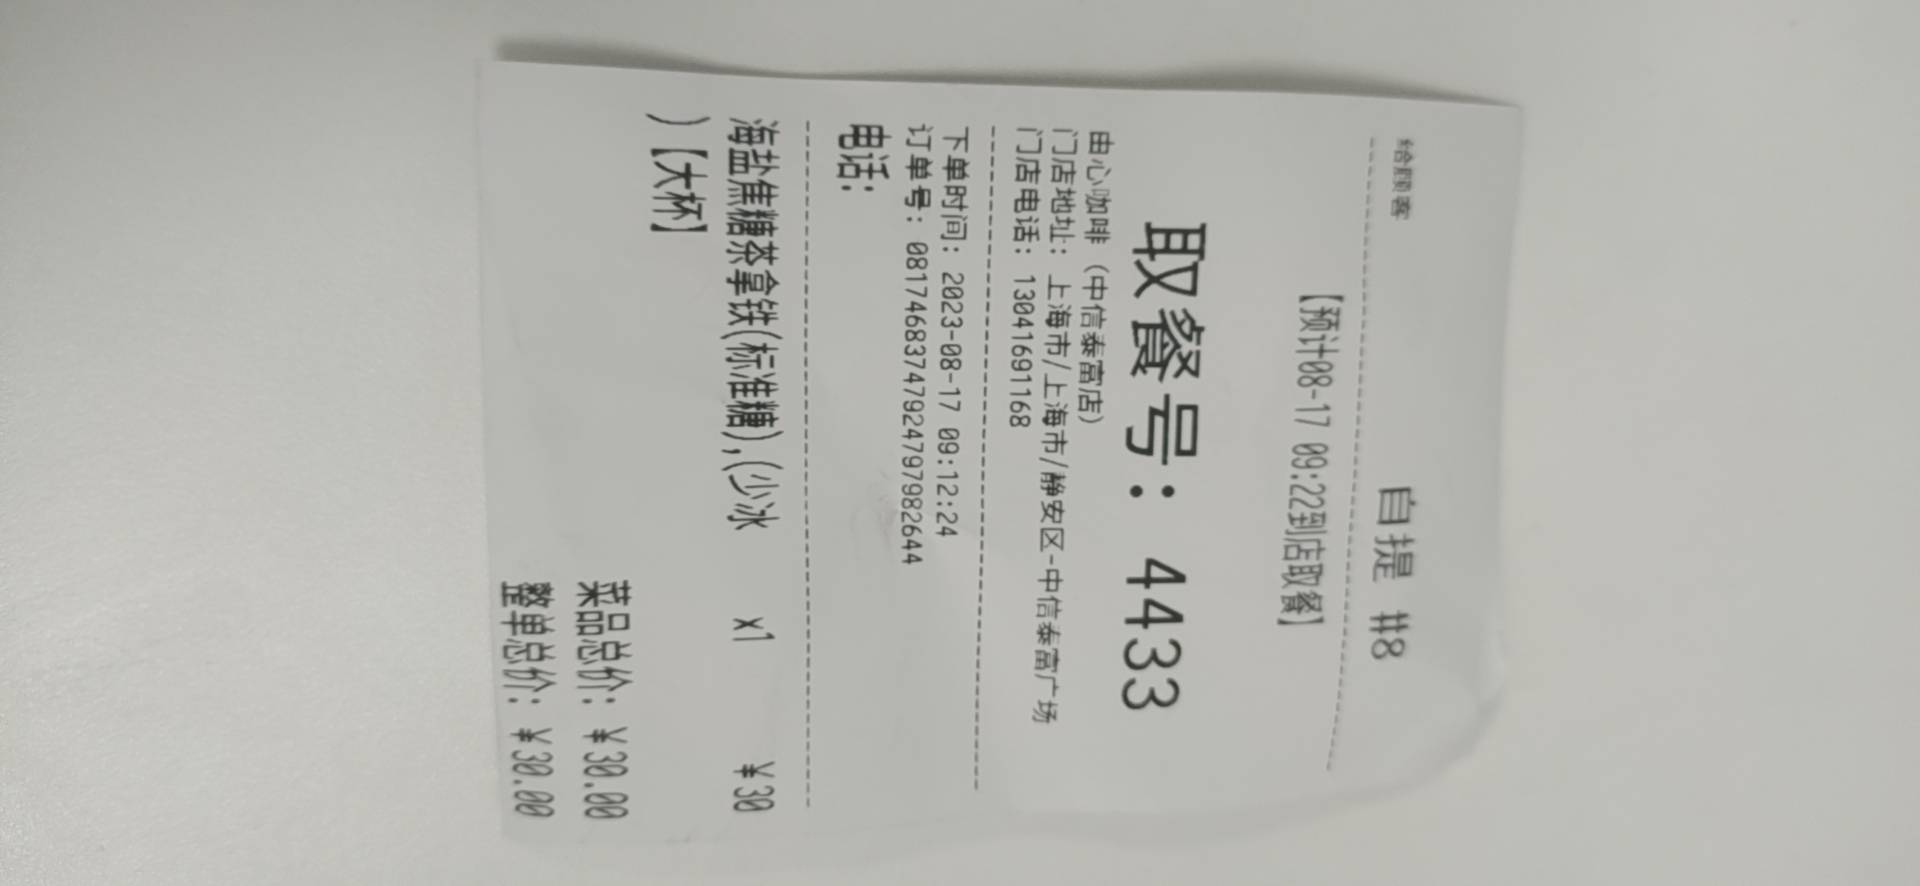 给顾客
自提 #8
【预计08-17 09:22到店取餐】
取餐号: 4433
由心咖啡 (中信泰富店)
门店地址: 上海市/上海市/静安区-中信泰富广场
门店电话: 13041691168
下单时间: 2023-08-17 09:12:24
订单号: 0817468374792479798​2644
电话:
海盐焦糖茶拿铁(标准糖),(少冰 x1 ¥30
)【大杯】
菜品总价: ¥30.00
整单总价: ¥30.00